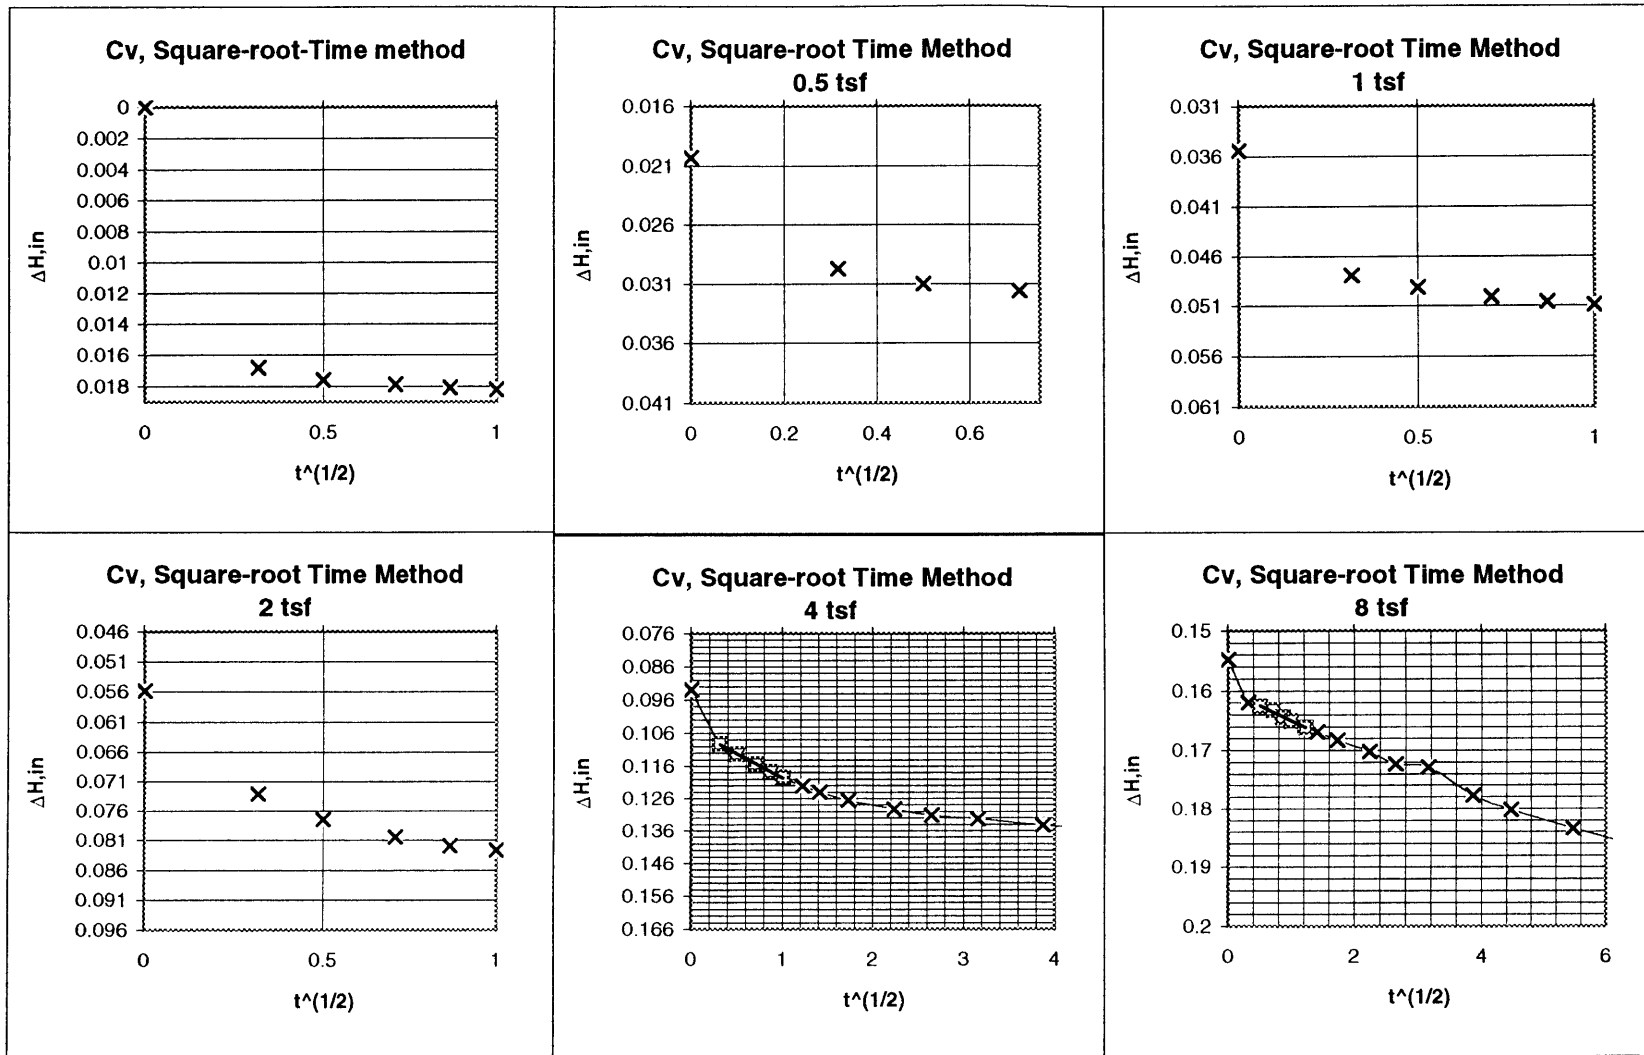 Cv, Square-root-Time method
0
0.002
0.004
0.006
0.008
0.01
0.012
0.014
0.016
0.018
ΔH,in
0 0.5 1
t^(1/2)
Cv, Square-root Time Method
0.5 tsf
0.016
0.021
0.026
0.031
0.036
0.041
ΔH,in
0 0.2 0.4 0.6
t^(1/2)
Cv, Square-root Time Method
1 tsf
0.031
0.036
0.041
0.046
0.051
0.056
0.061
ΔH,in
0 0.5 1
t^(1/2)
Cv, Square-root Time Method
2 tsf
0.046
0.051
0.056
0.061
0.066
0.071
0.076
0.081
0.086
0.091
0.096
ΔH,in
0 0.5 1
t^(1/2)
Cv, Square-root Time Method
4 tsf
0.076
0.086
0.096
0.106
0.116
0.126
0.136
0.146
0.156
0.166
ΔH,in
0 1 2 3 4
t^(1/2)
Cv, Square-root Time Method
8 tsf
0.15
0.16
0.17
0.18
0.19
0.2
ΔH,in
0 2 4 6
t^(1/2)